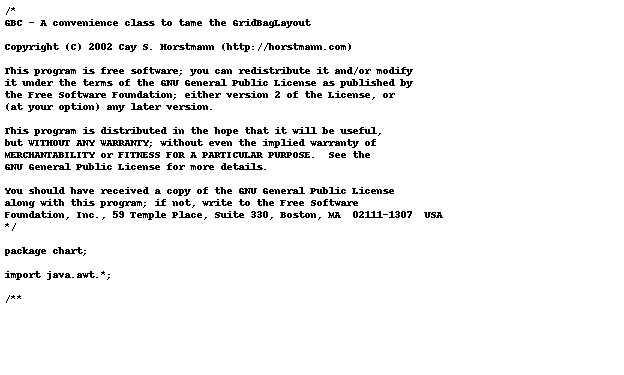 /*
GBC - A convenience class to tame the GridBagLayout

Copyright (C) 2002 Cay S. Horstmann (http://horstmann.com)

This program is free software; you can redistribute it and/or modify
it under the terms of the GNU General Public License as published by
the Free Software Foundation; either version 2 of the License, or
(at your option) any later version.

This program is distributed in the hope that it will be useful,
but WITHOUT ANY WARRANTY; without even the implied warranty of
MERCHANTABILITY or FITNESS FOR A PARTICULAR PURPOSE.  See the
GNU General Public License for more details.

You should have received a copy of the GNU General Public License
along with this program; if not, write to the Free Software
Foundation, Inc., 59 Temple Place, Suite 330, Boston, MA  02111-1307  USA
*/

package chart;

import java.awt.*;

/**